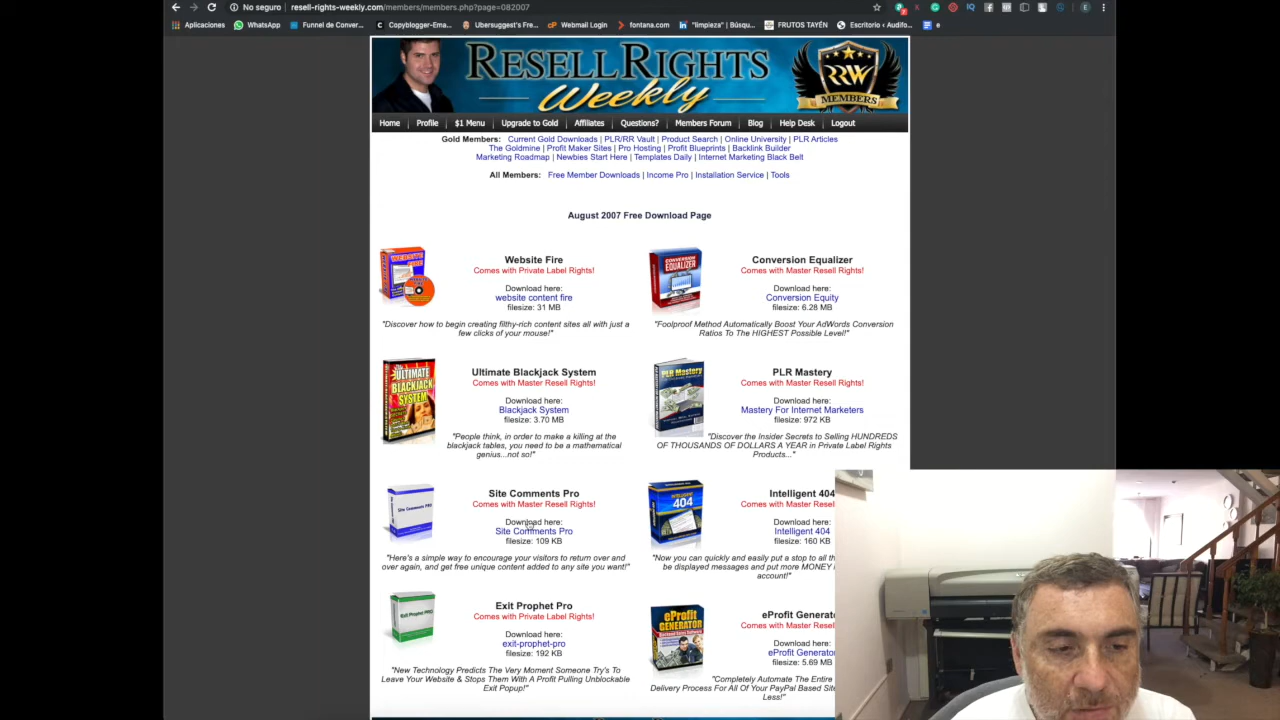 No seguro | resell-rights-weekly.com/members/members.php?page=082007
Aplicaciones WhatsApp Funnel de Conver... Copyblogger-Ema... Ubersuggest's Fre... Webmail Login fontana.com "limpieza" | Búsqu... FRUTOS TAYÉN Escritorio ‹ Audifo... e
RESELL RIGHTS
Weekly
RRW
MEMBERS
Home | Profile | $1 Menu | Upgrade to Gold | Affiliates | Questions? | Members Forum | Blog | Help Desk | Logout
Gold Members: Current Gold Downloads | PLR/RR Vault | Product Search | Online University | PLR Articles
The Goldmine | Profit Maker Sites | Pro Hosting | Profit Blueprints | Backlink Builder
Marketing Roadmap | Newbies Start Here | Templates Daily | Internet Marketing Black Belt
All Members: Free Member Downloads | Income Pro | Installation Service | Tools
August 2007 Free Download Page
Website Fire
Comes with Private Label Rights!
Download here:
website content fire
filesize: 31 MB
"Discover how to begin creating filthy-rich content sites all with just a
few clicks of your mouse!"
Conversion Equalizer
Comes with Master Resell Rights!
Download here:
Conversion Equity
filesize: 6.28 MB
"Foolproof Method Automatically Boost Your AdWords Conversion
Ratios To The HIGHEST Possible Level!"
Ultimate Blackjack System
Comes with Master Resell Rights!
Download here:
Blackjack System
filesize: 3.70 MB
"People think, in order to make a killing at the
blackjack tables, you need to be a mathematical
genius...not so!"
PLR Mastery
Comes with Master Resell Rights!
Download here:
Mastery For Internet Marketers
filesize: 972 KB
"Discover the Insider Secrets to Selling HUNDREDS
OF THOUSANDS OF DOLLARS A YEAR in Private Label Rights
Products..."
Site Comments Pro
Comes with Master Resell Rights!
Download here:
Site Comments Pro
filesize: 109 KB
"Here's a simple way to encourage your visitors to return over and
over again, and get free unique content added to any site you want!"
Intelligent 404
Comes with Master Resel
Download here:
Intelligent 404
filesize: 160 KB
"Now you can quickly and easily put a stop to all th
be displayed messages and put more MONEY
account!"
Exit Prophet Pro
Comes with Private Label Rights!
Download here:
exit-prophet-pro
filesize: 192 KB
"New Technology Predicts The Very Moment Someone Try's To
Leave Your Website & Stops Them With A Profit Pulling Unblockable
Exit Popup!"
eProfit Generato
Comes with Master Resel
Download here:
eProfit Generator
filesize: 5.69 MB
"Completely Automate The Entire
Delivery Process For All Of Your PayPal Based Site
Less!"